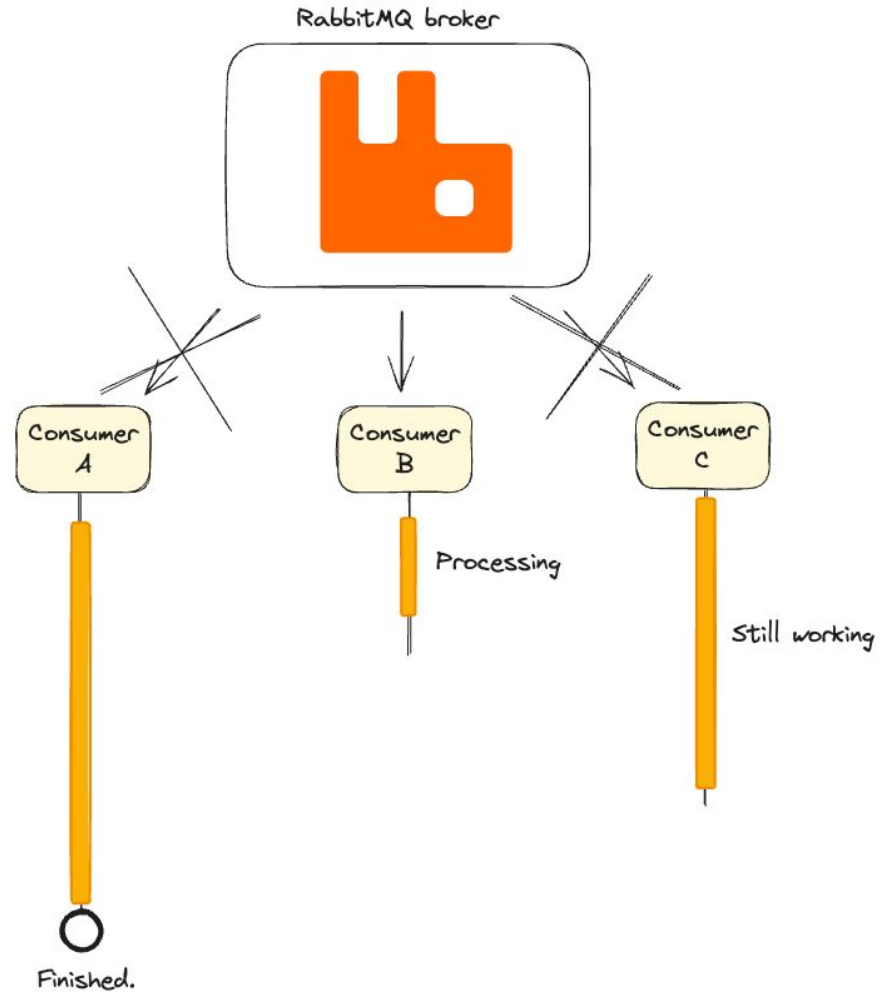 RabbitMQ broker
Consumer
A
Consumer
B
Consumer
C
Processing
Still working
Finished.